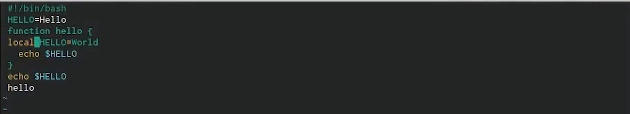 #!/bin/bash
HELLO=Hello
function hello {
local HELLO=World
echo $HELLO
}
echo $HELLO
hello
~
~